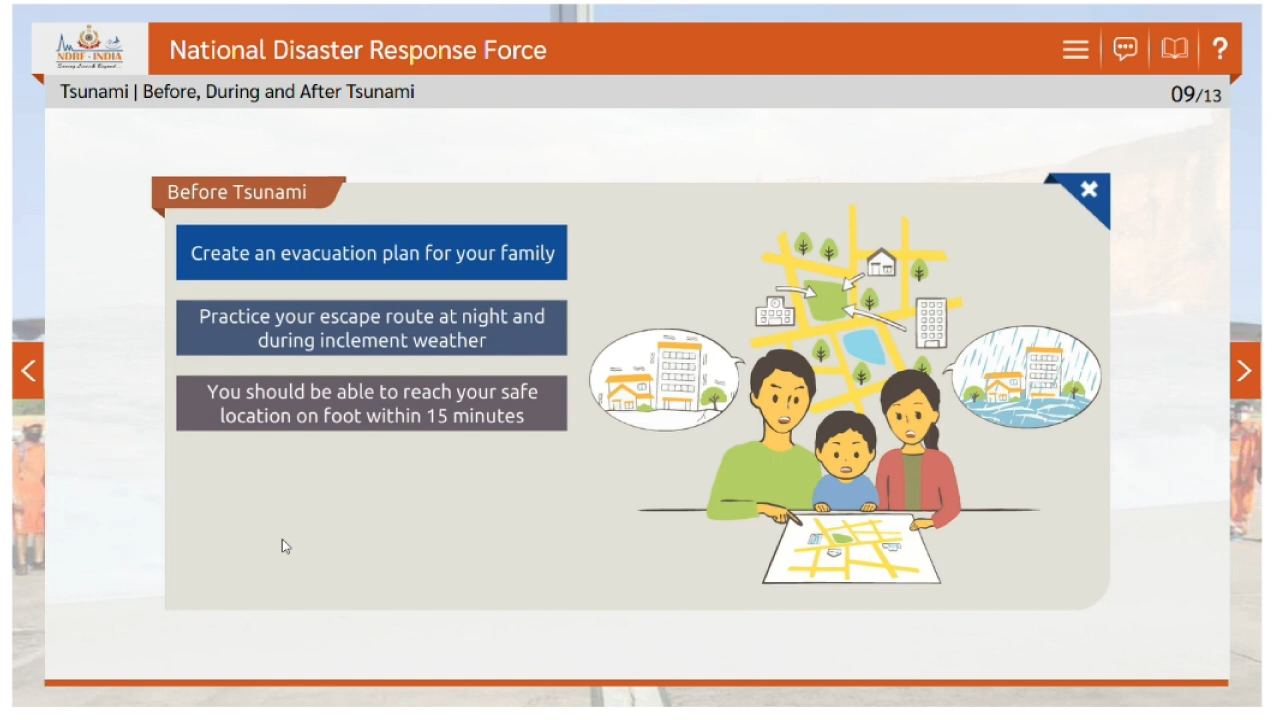 NDRF - INDIA
National Disaster Response Force
?
Tsunami | Before, During and After Tsunami
09/13
Before Tsunami
Create an evacuation plan for your family
Practice your escape route at night and
during inclement weather
You should be able to reach your safe
location on foot within 15 minutes